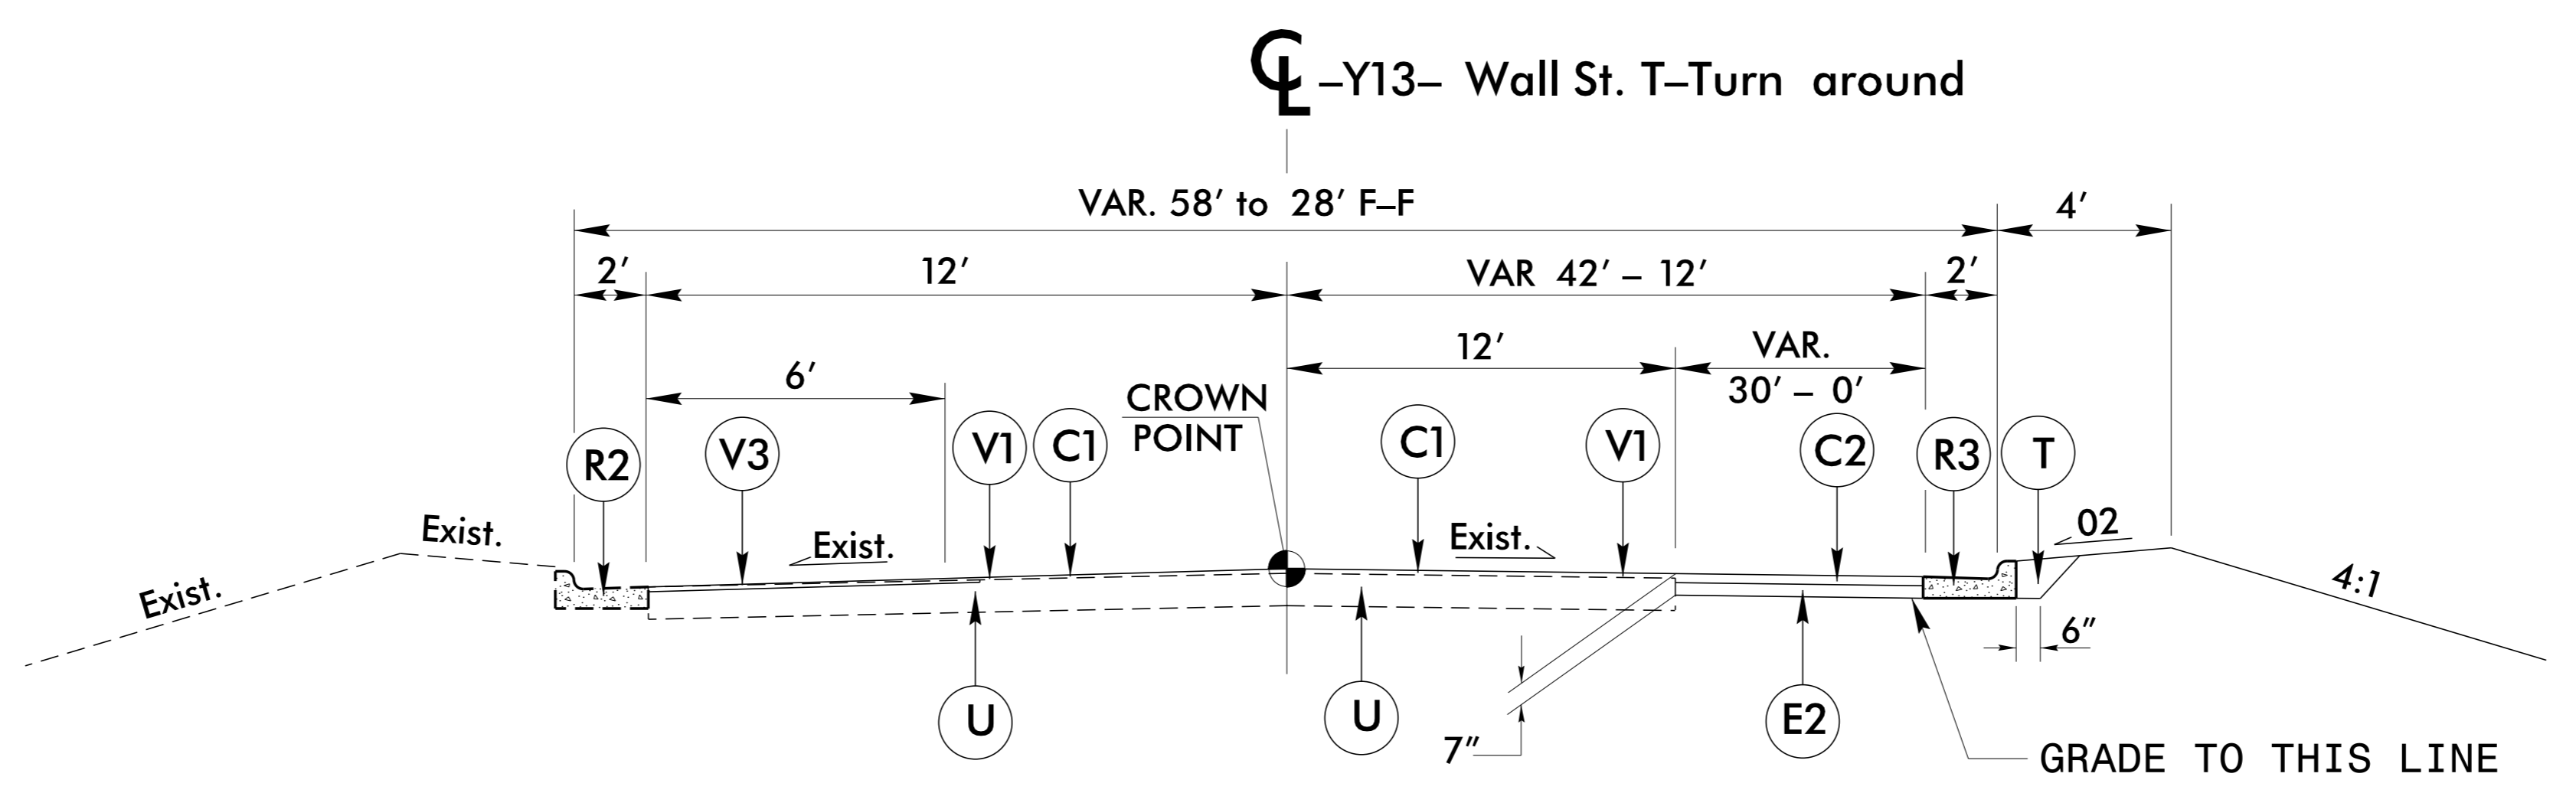 CL –Y13– Wall St. T–Turn around
VAR. 58' to 28' F–F
4'
2'
12'
VAR 42' – 12'
2'
6'
12'
VAR.
30' – 0'
CROWN
POINT
R2
V3
V1
C1
C1
V1
C2
R3
T
Exist.
Exist.
Exist.
Exist.
02
4:1
6"
U
U
E2
7"
GRADE TO THIS LINE